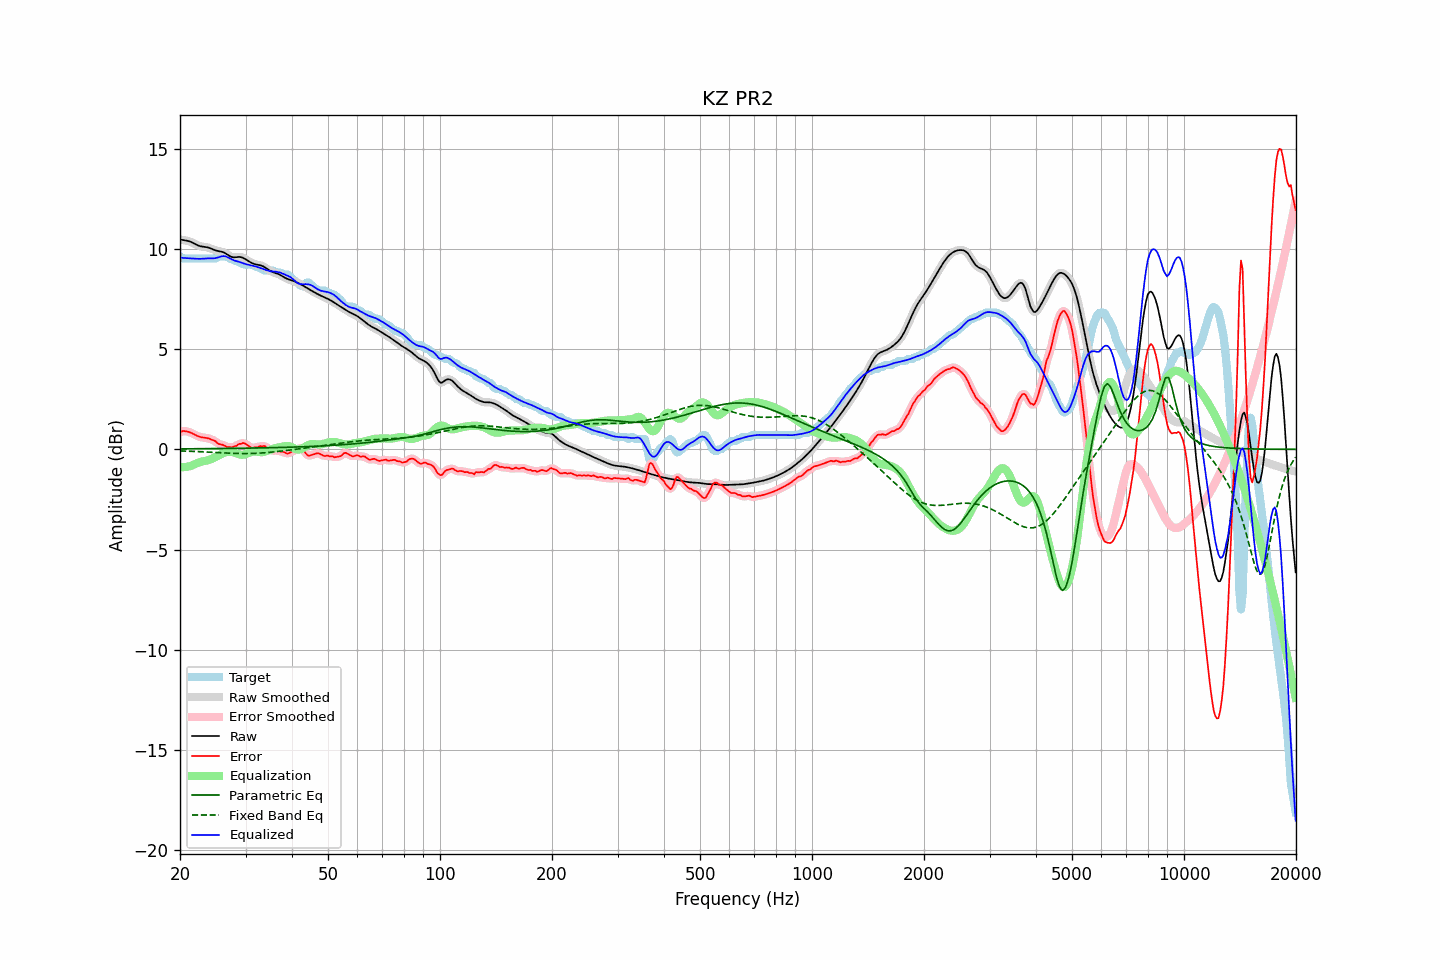 KZ PR2
Amplitude (dBr)
15
10
5
0
−5
−10
−15
−20
Target
Raw Smoothed
Error Smoothed
Raw
Error
Equalization
Parametric Eq
Fixed Band Eq
Equalized
20 50 100 200 500 1000 2000 5000 10000 20000
Frequency (Hz)